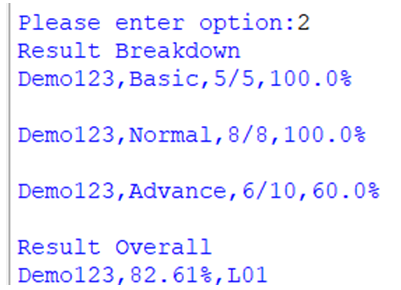 Please enter option:2
Result Breakdown
Demo123,Basic,5/5,100.0%
Demo123,Normal,8/8,100.0%
Demo123,Advance,6/10,60.0%
Result Overall
Demo123,82.61%,L01